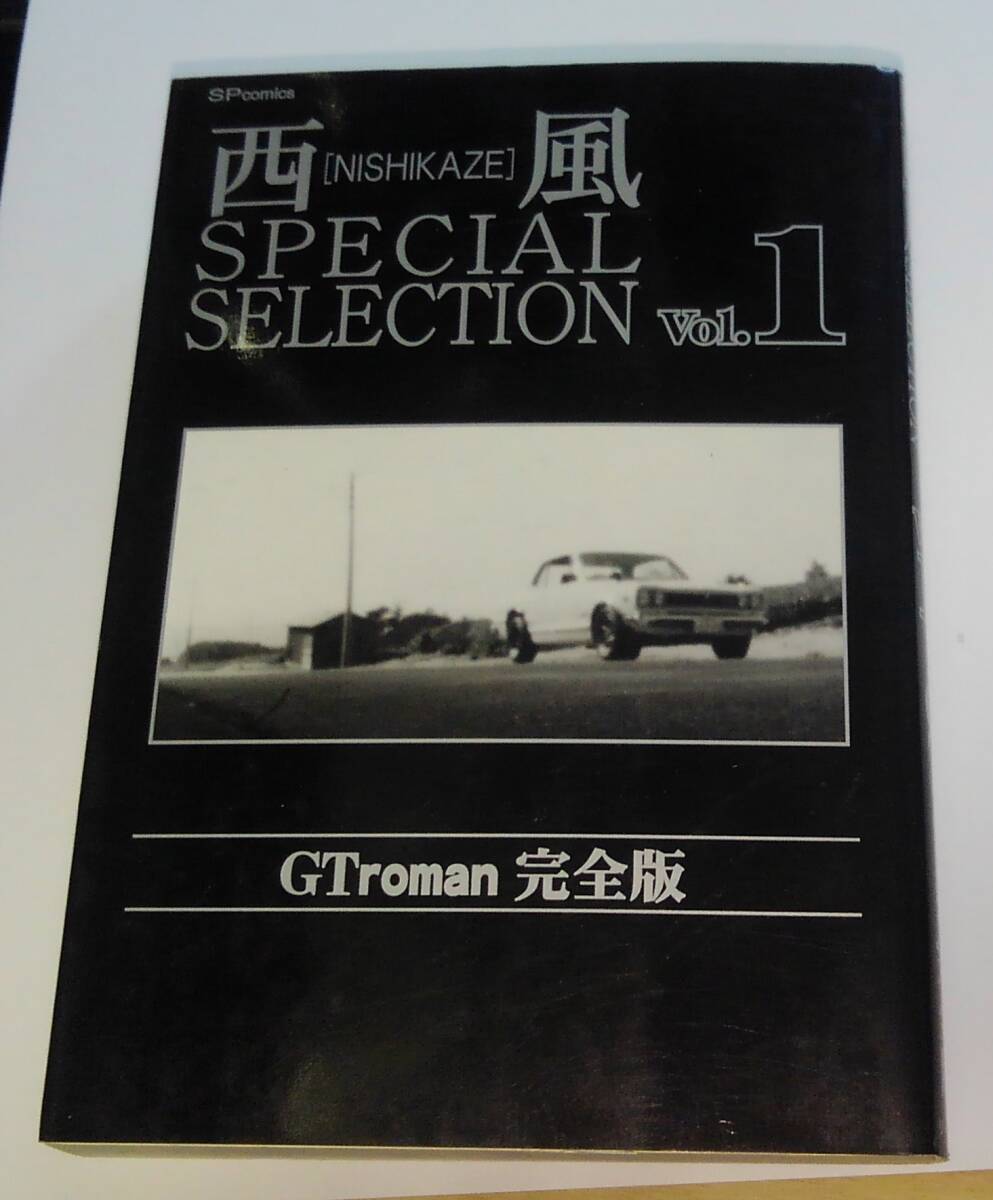 SPcomics
西[NISHIKAZE]風
SPECIAL
SELECTION Vol.1
GTroman 完全版